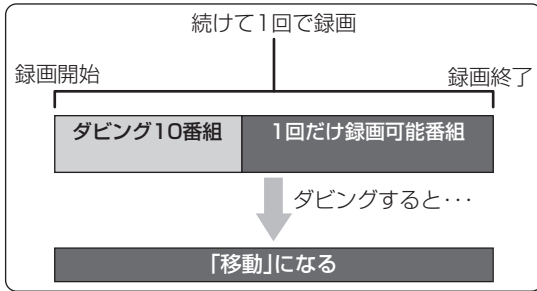 続けて1回で録画
録画開始
録画終了
ダビング10番組
1回だけ録画可能番組
ダビングすると･･･
｢移動｣になる